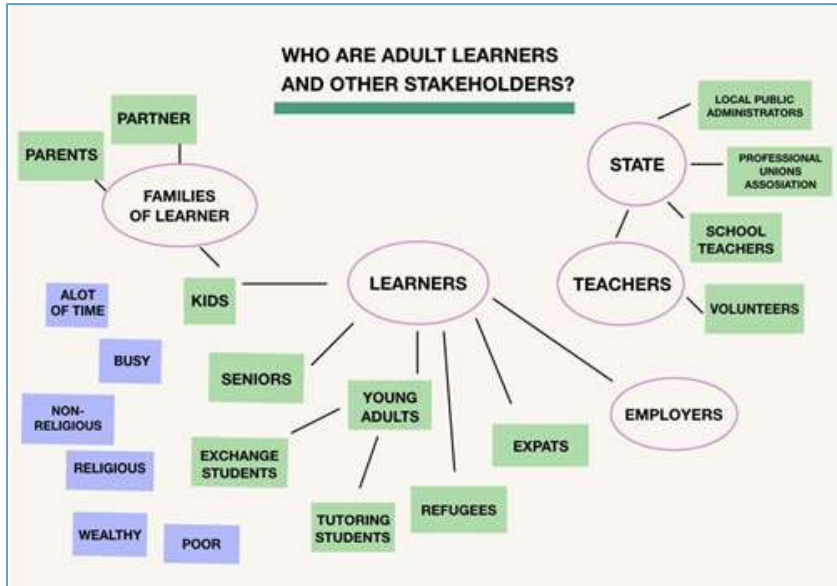 WHO ARE ADULT LEARNERS
AND OTHER STAKEHOLDERS?
PARTNER
PARENTS
FAMILIES
OF LEARNER
KIDS
LOCAL PUBLIC
ADMINISTRATORS
STATE
PROFESSIONAL
UNIONS
ASSOSIATION
SCHOOL
TEACHERS
TEACHERS
VOLUNTEERS
LEARNERS
ALOT
OF TIME
BUSY
NON-
RELIGIOUS
RELIGIOUS
WEALTHY
POOR
SENIORS
YOUNG
ADULTS
EXCHANGE
STUDENTS
TUTORING
STUDENTS
REFUGEES
EXPATS
EMPLOYERS